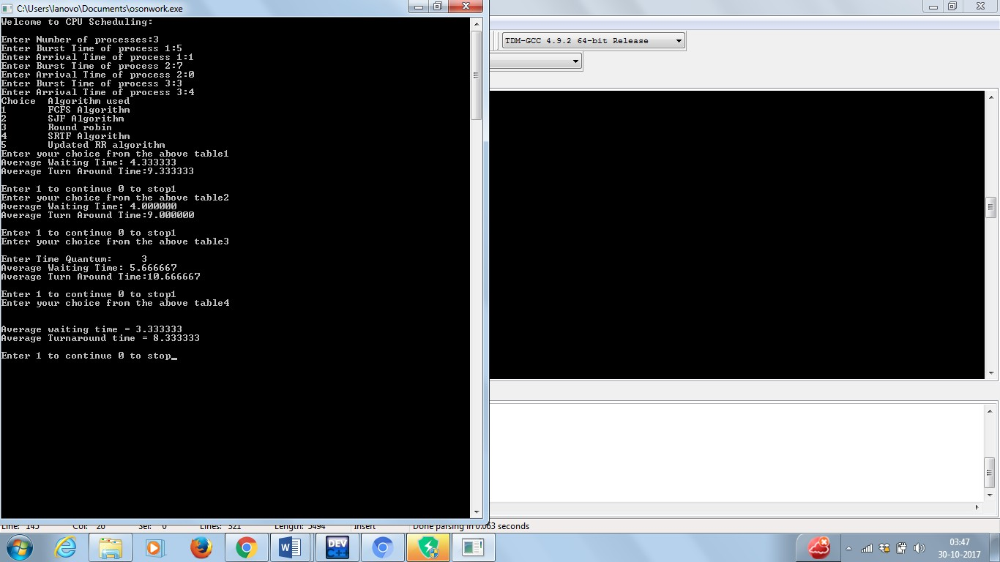 C:\Users\lanovo\Documents\osonwork.exe
Welcome to CPU Scheduling:
Enter Number of processes:3
Enter Burst Time of process 1:5
Enter Arrival Time of process 1:1
Enter Burst Time of process 2:7
Enter Arrival Time of process 2:0
Enter Burst Time of process 3:3
Enter Arrival Time of process 3:4
Choice Algorithm used
1 FCFS Algorithm
2 SJF Algorithm
3 Round robin
4 SRTF Algorithm
5 Updated RR algorithm
Enter your choice from the above table1
Average Waiting Time: 4.333333
Average Turn Around Time:9.333333
Enter 1 to continue 0 to stop1
Enter your choice from the above table2
Average Waiting Time: 4.000000
Average Turn Around Time:9.000000
Enter 1 to continue 0 to stop1
Enter your choice from the above table3
Enter Time Quantum: 3
Average Waiting Time: 5.666667
Average Turn Around Time:10.666667
Enter 1 to continue 0 to stop1
Enter your choice from the above table4
Average waiting time = 3.333333
Average Turnaround time = 8.333333
Enter 1 to continue 0 to stop_
TDM-GCC 4.9.2 64-bit Release
Line: 145 Col: 26 Sel: 0 Lines: 321 Length: 5494 Insert Done parsing in 0.063 seconds
DEV C++
03:47
30-10-2017